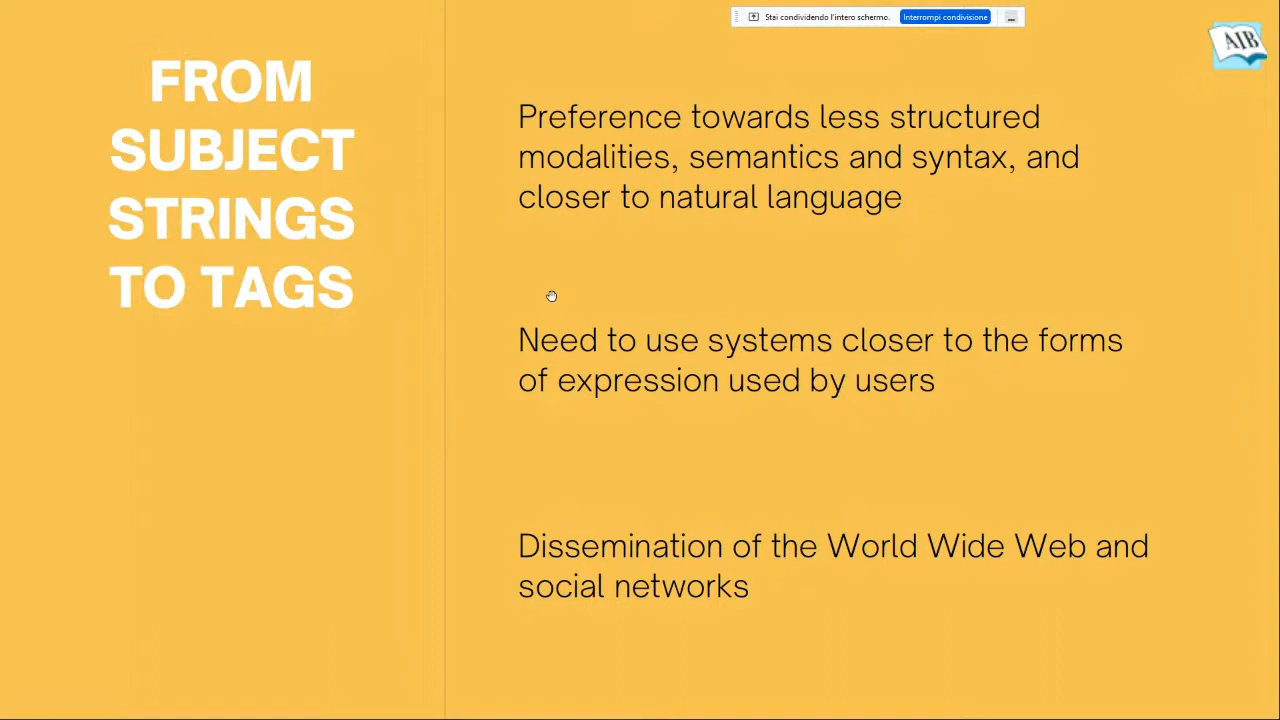 Stai condividendo l'intero schermo.
Interrompi condivisione
AIB
FROM
SUBJECT
STRINGS
TO TAGS
Preference towards less structured
modalities, semantics and syntax, and
closer to natural language
Need to use systems closer to the forms
of expression used by users
Dissemination of the World Wide Web and
social networks